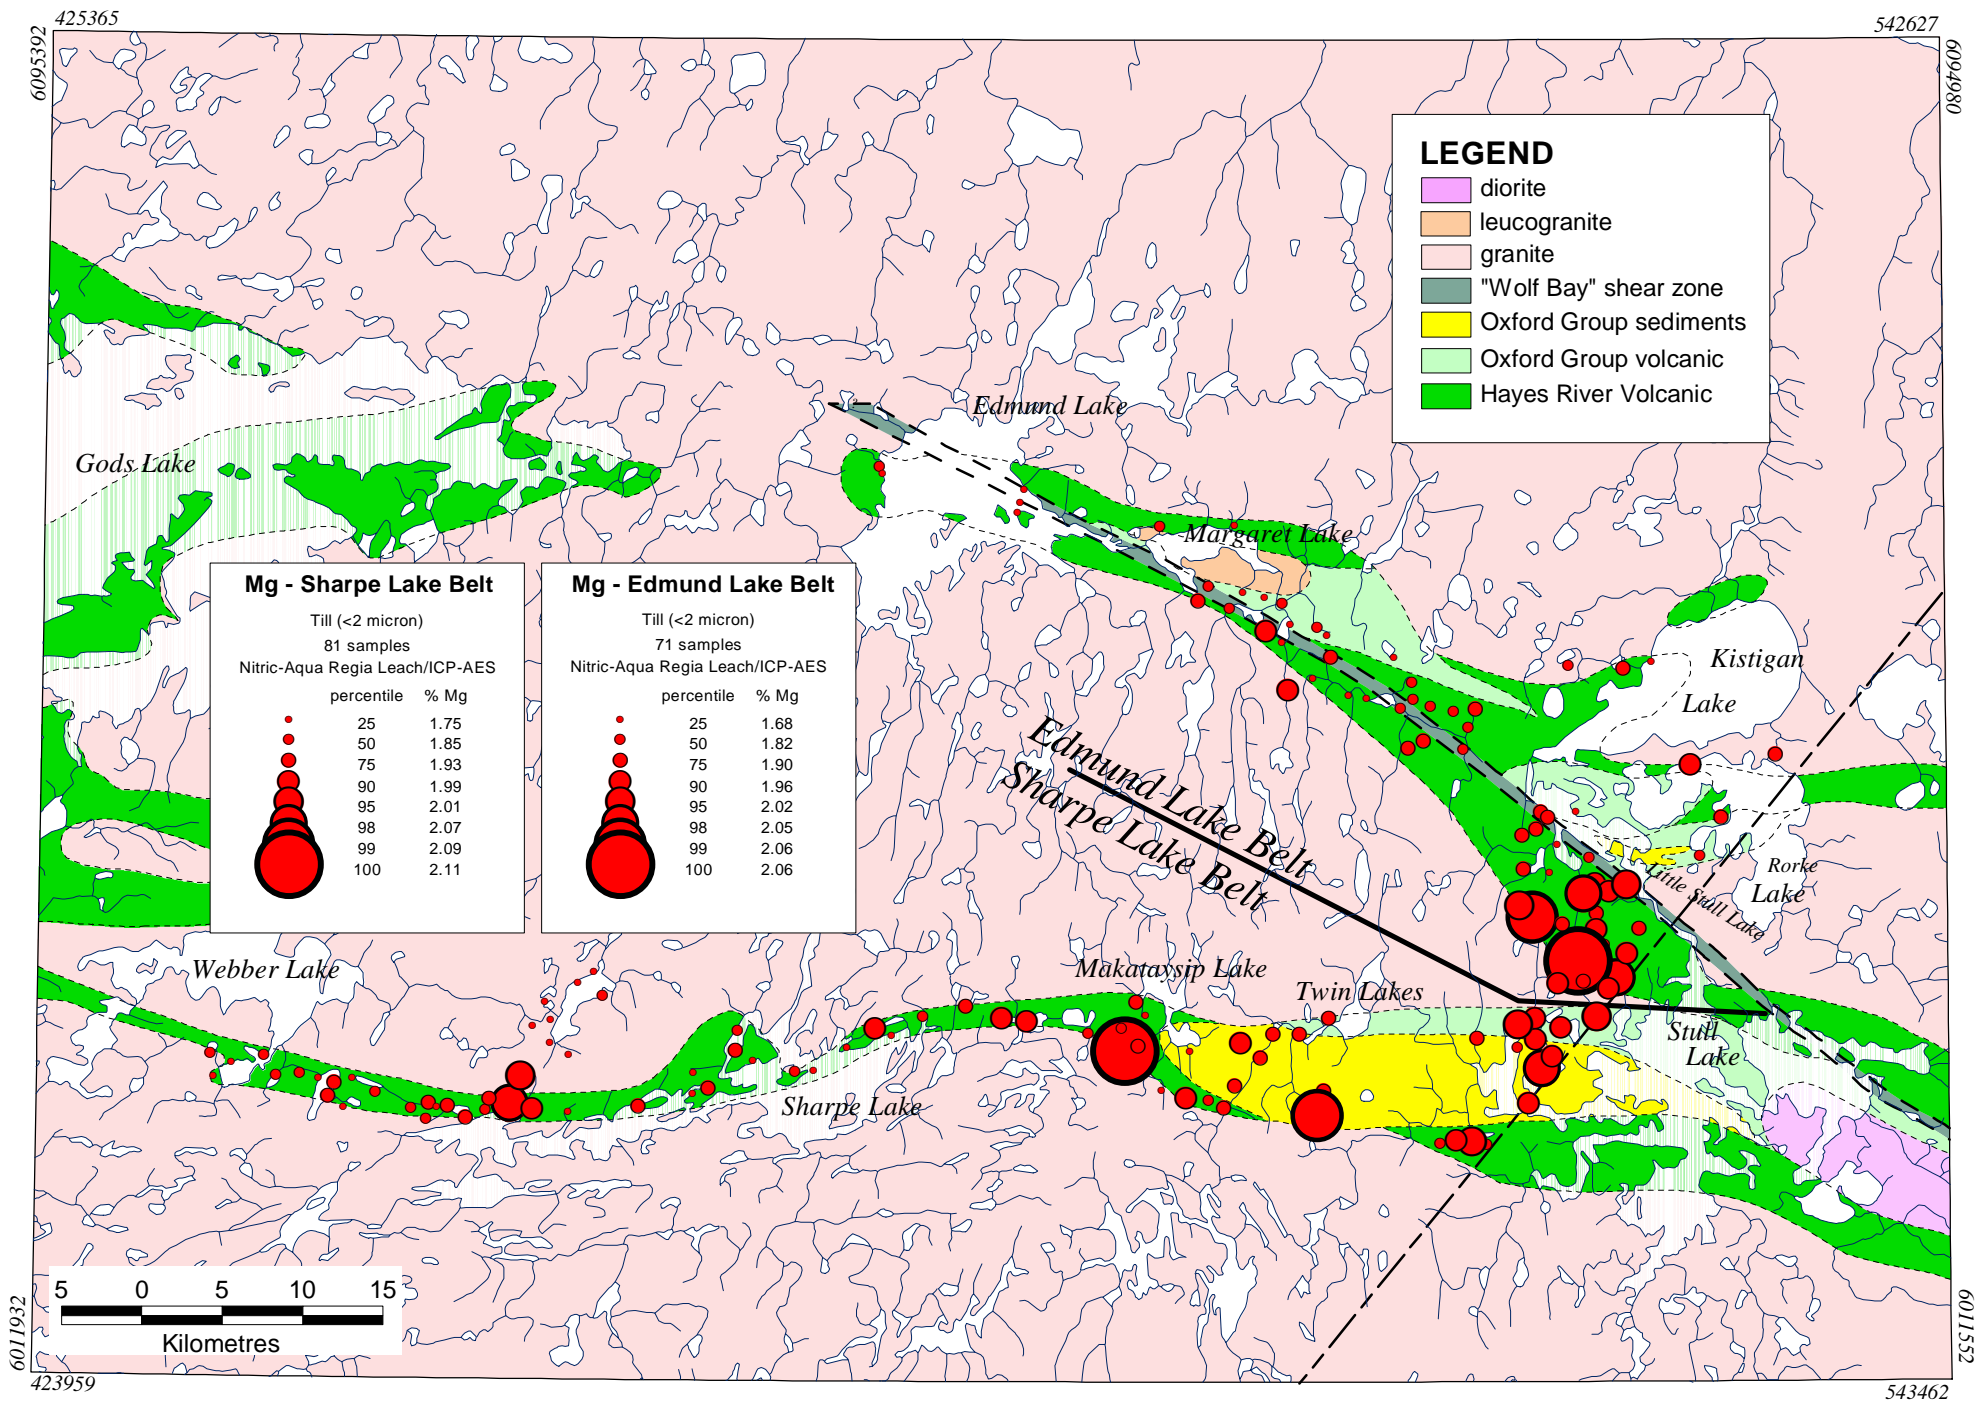 425365
542627
6095392
6094980
LEGEND
diorite
leucogranite
granite
"Wolf Bay" shear zone
Oxford Group sediments
Oxford Group volcanic
Hayes River Volcanic
Edmund Lake
Gods Lake
Margaret Lake
Mg - Sharpe Lake Belt
Till (<2 micron)
81 samples
Nitric-Aqua Regia Leach/ICP-AES
percentile % Mg
25 1.75
50 1.85
75 1.93
90 1.99
95 2.01
98 2.07
99 2.09
100 2.11
Mg - Edmund Lake Belt
Till (<2 micron)
71 samples
Nitric-Aqua Regia Leach/ICP-AES
percentile % Mg
25 1.68
50 1.82
75 1.90
90 1.96
95 2.02
98 2.05
99 2.06
100 2.06
Kistigan
Lake
Edmund Lake Belt
Sharpe Lake Belt
Rorke
Lake
Little Stull Lake
Webber Lake
Makataysip Lake
Twin Lakes
Stull
Lake
Sharpe Lake
5 0 5 10 15
Kilometres
6011932
423959
6011552
543462